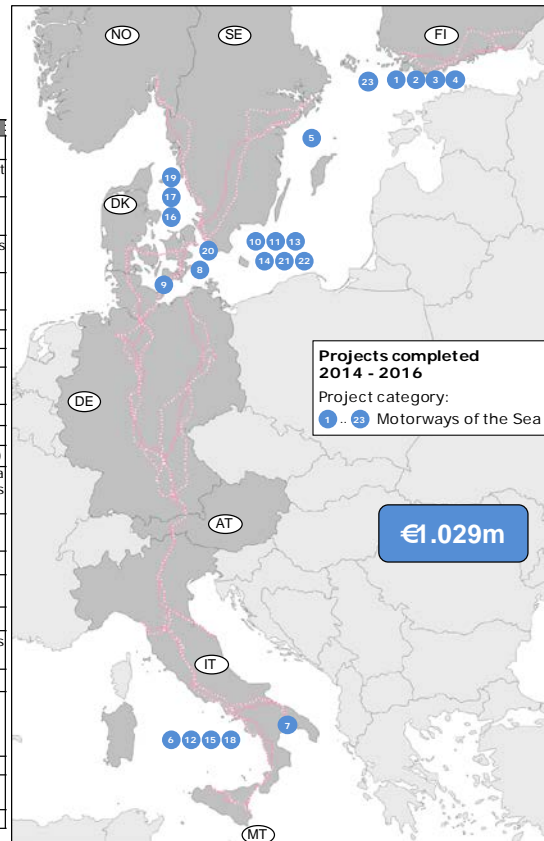 NO
SE
FI
23 1 2 3 4
5
19
DK
17
16
10 11 13
20
14 21 22
8
9
Projects completed
2014 - 2016
Project category:
1 .. 23 Motorways of the Sea
DE
AT
€1.029m
IT
7
6 12 15 18
MT
t
s
)
a
s
s